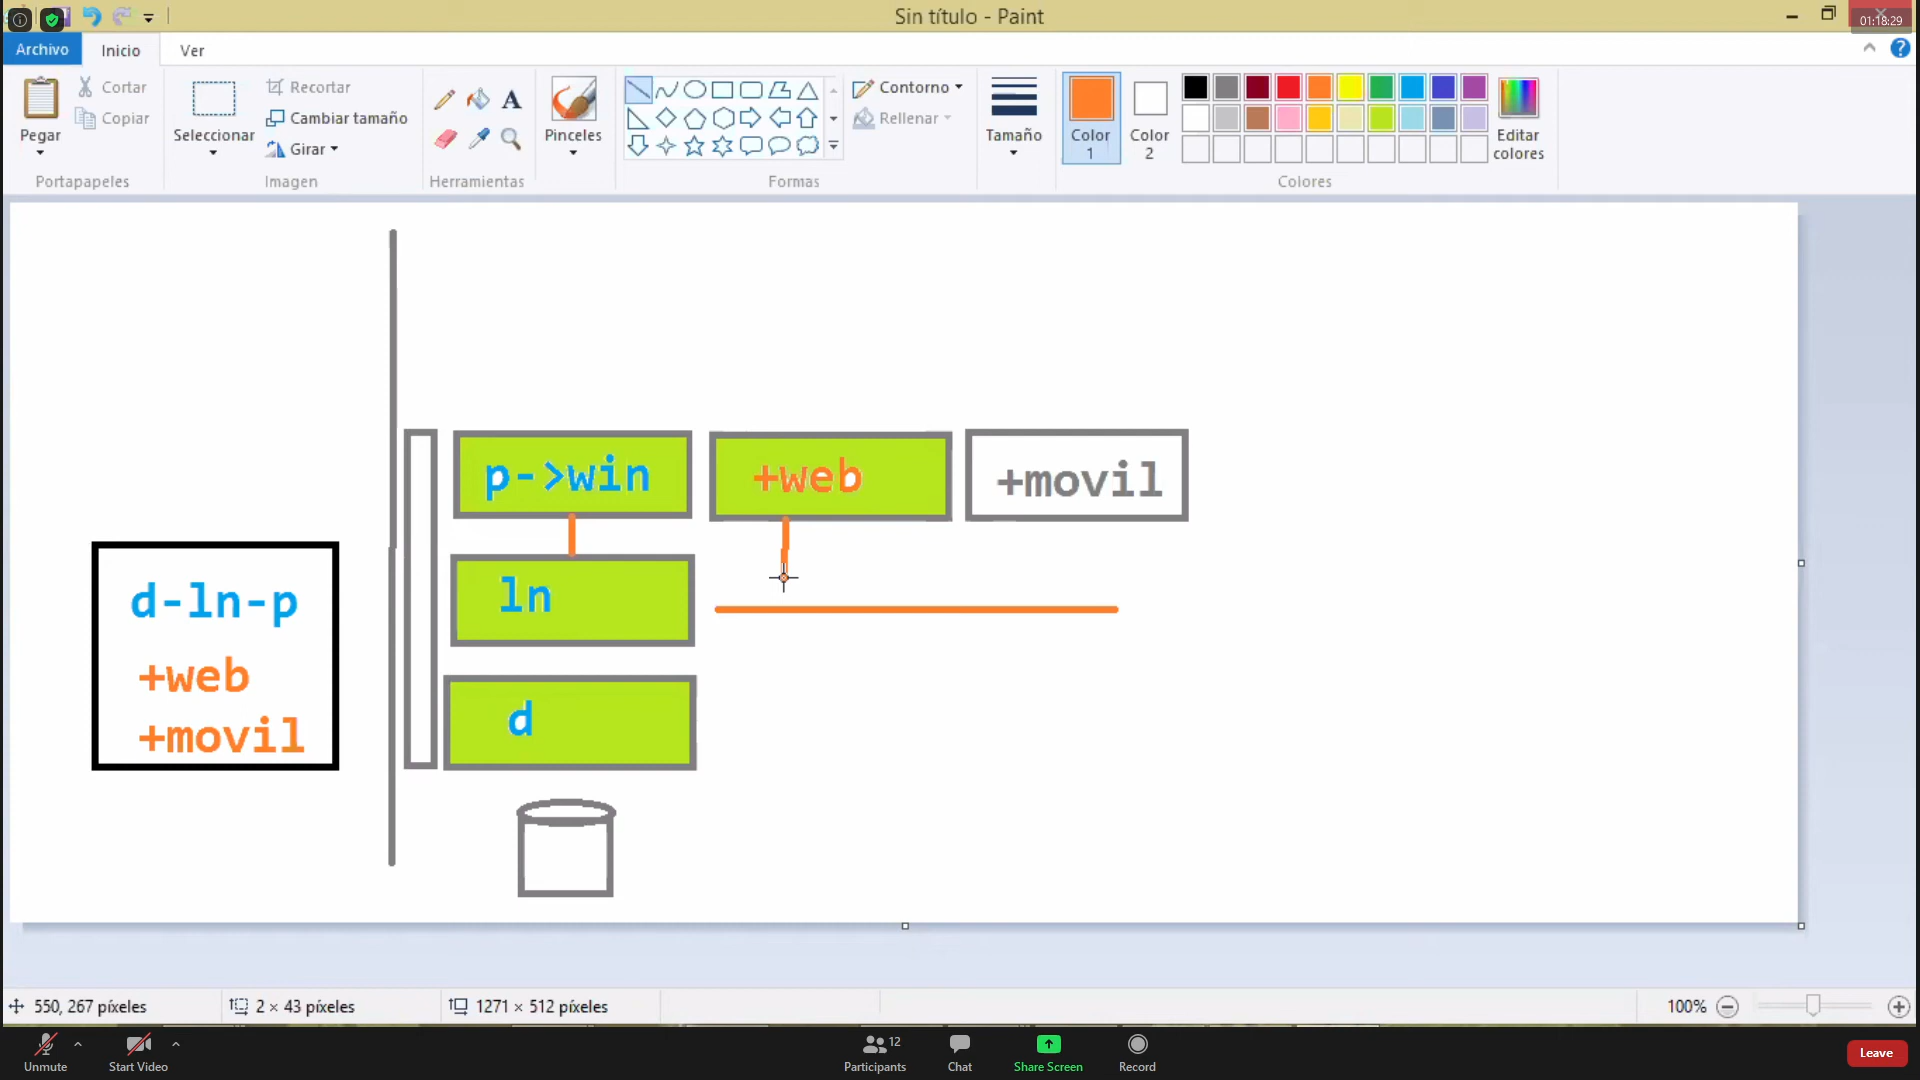 Sin título - Paint
01:18:29
Archivo
Inicio
Ver
Pegar
Cortar
Copiar
Portapapeles
Seleccionar
Recortar
Cambiar tamaño
Girar
Imagen
A
Herramientas
Pinceles
Contorno
Rellenar
Formas
Tamaño
Color
1
Color
2
Editar
colores
Colores
p->win
+web
+movil
ln
d
d-ln-p
+web
+movil
550, 267 píxeles
2 × 43 píxeles
1271 × 512 píxeles
100%
Unmute
Start Video
12
Participants
Chat
Share Screen
Record
Leave